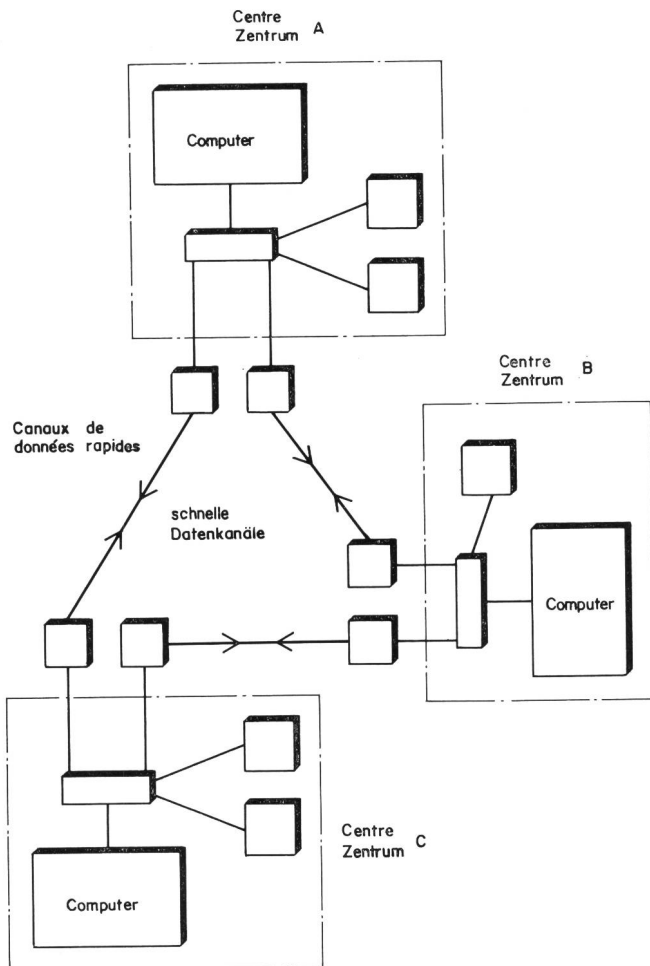 Centre
Zentrum A
Computer
Centre
Zentrum B
Canaux de
données rapides
schnelle
Datenkanäle
Computer
Centre
Zentrum C
Computer